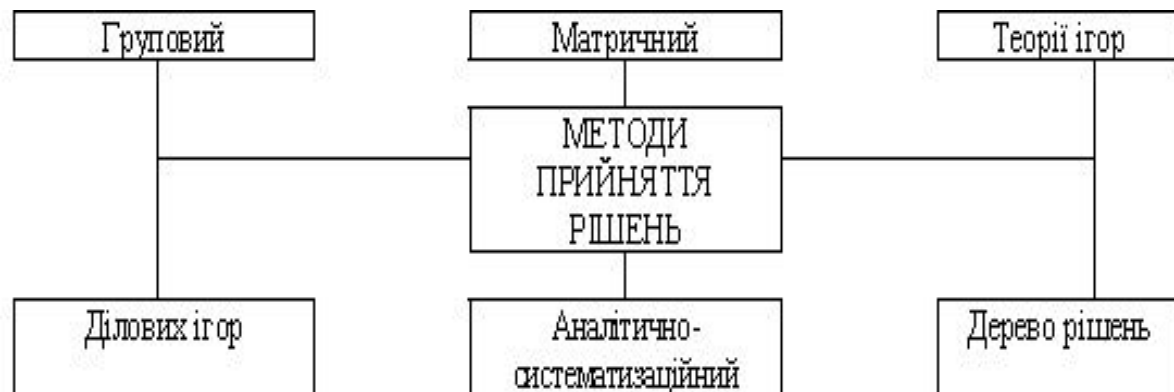 Груповий
Матричний
Теорії ігор
МЕТОДИ
ПРИЙНЯТТЯ
РІШЕНЬ
Ділових ігор
Аналітично-
систематизаційний
Дерево рішень